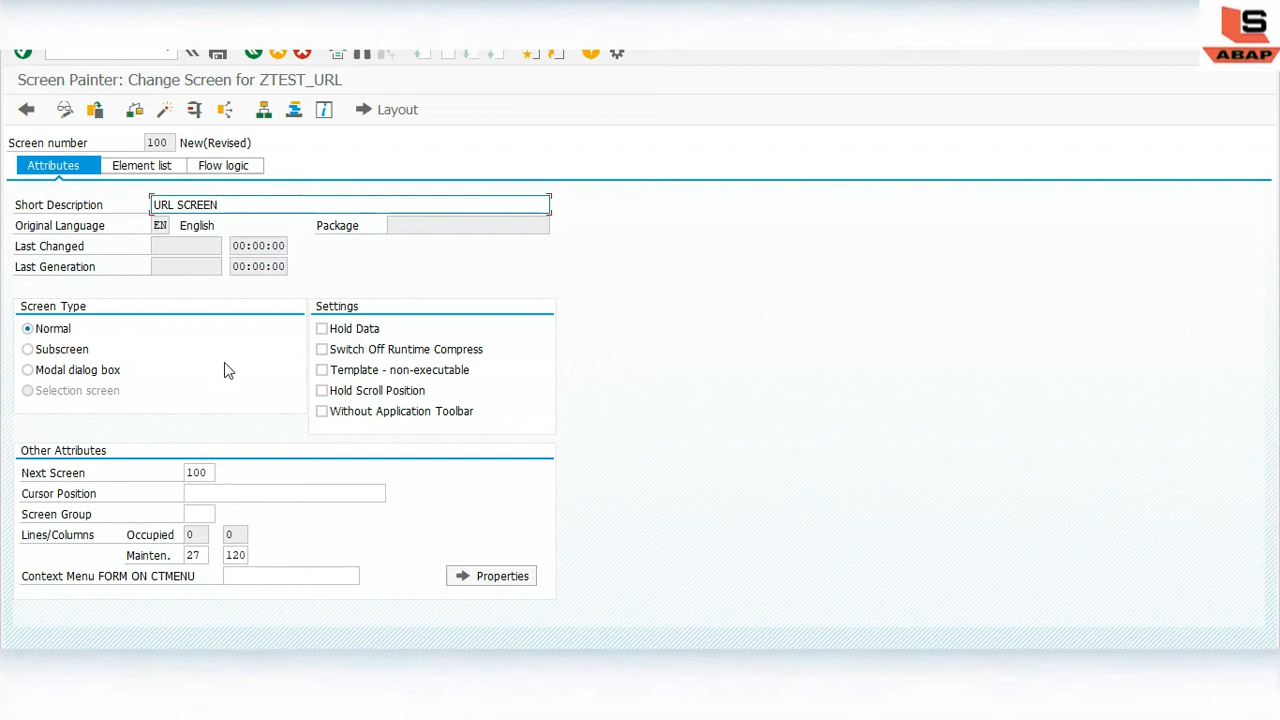 S
ABAP
Screen Painter: Change Screen for ZTEST_URL
Layout
Screen number 100 New(Revised)
Attributes Element list Flow logic
Short Description URL SCREEN
Original Language EN English Package
Last Changed 00:00:00
Last Generation 00:00:00
Screen Type
Normal
Subscreen
Modal dialog box
Selection screen
Settings
Hold Data
Switch Off Runtime Compress
Template - non-executable
Hold Scroll Position
Without Application Toolbar
Other Attributes
Next Screen 100
Cursor Position
Screen Group
Lines/Columns Occupied 0 0
Mainten. 27 120
Context Menu FORM ON CTMENU Properties